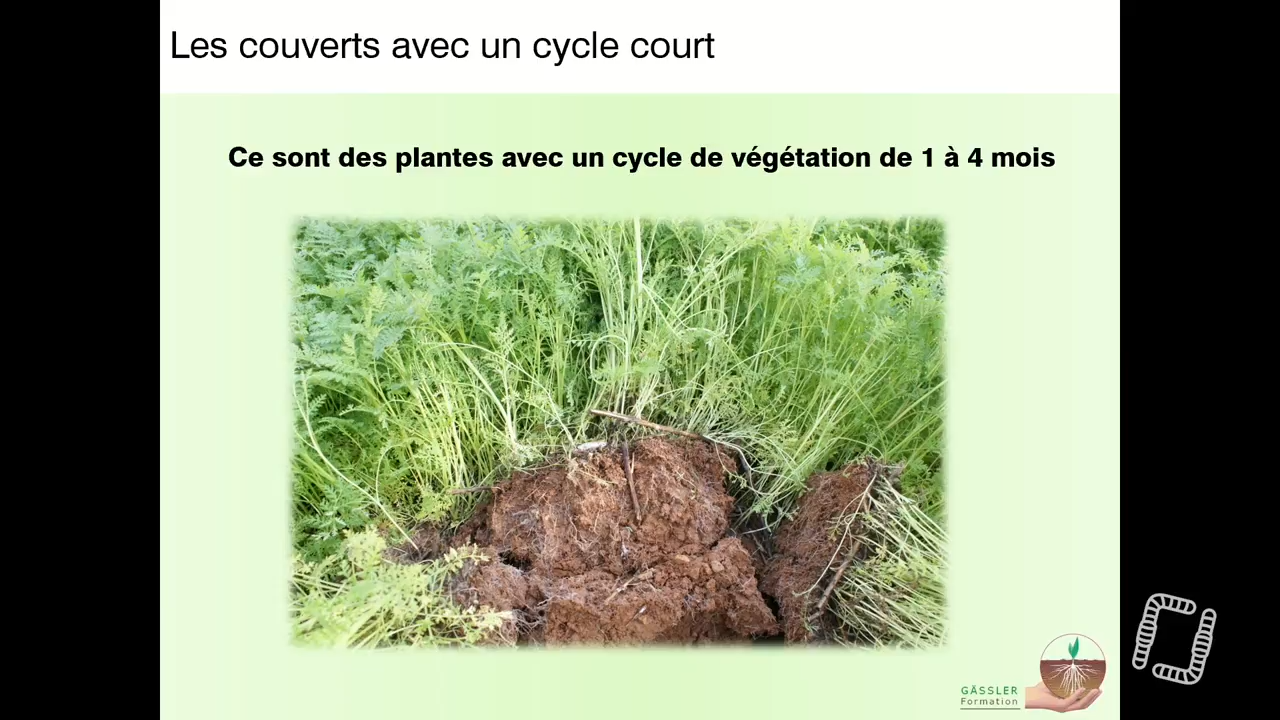 Les couverts avec un cycle court
Ce sont des plantes avec un cycle de végétation de 1 à 4 mois
GÄSSLER
Formation